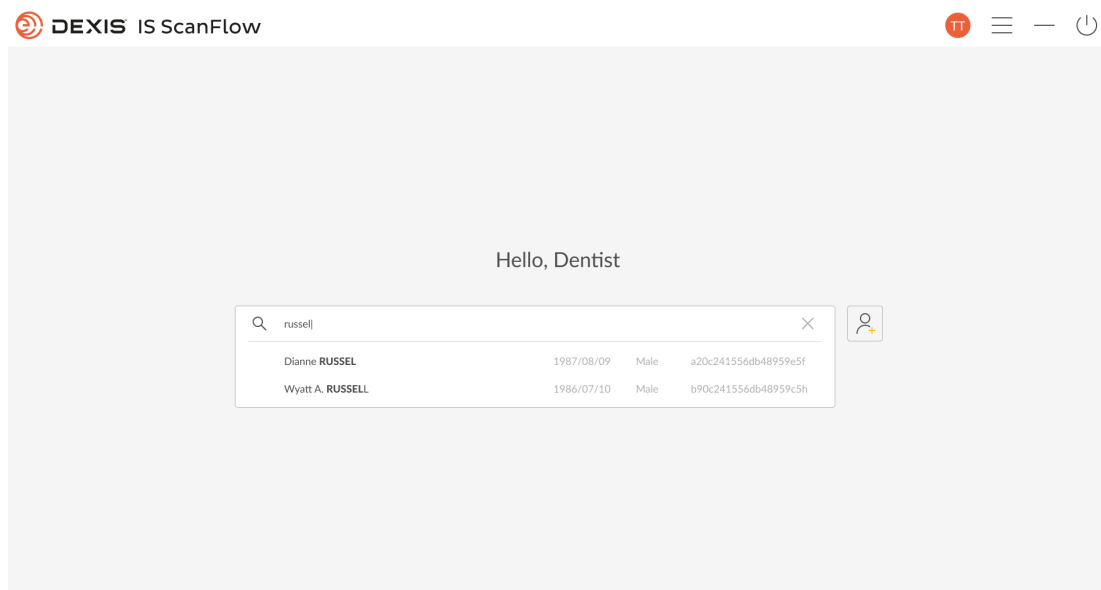 DEXIS IS ScanFlow
TT
Hello, Dentist
russel
Dianne RUSSEL 1987/08/09 Male a20c241556db48959e5f
Wyatt A. RUSSELL 1986/07/10 Male b90c241556db48959c5h